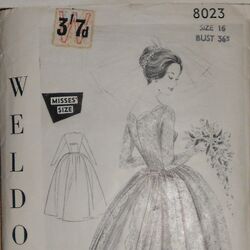 8023
SIZE 16
BUST 36
3/7d
MISSES'
SIZE
WELDO